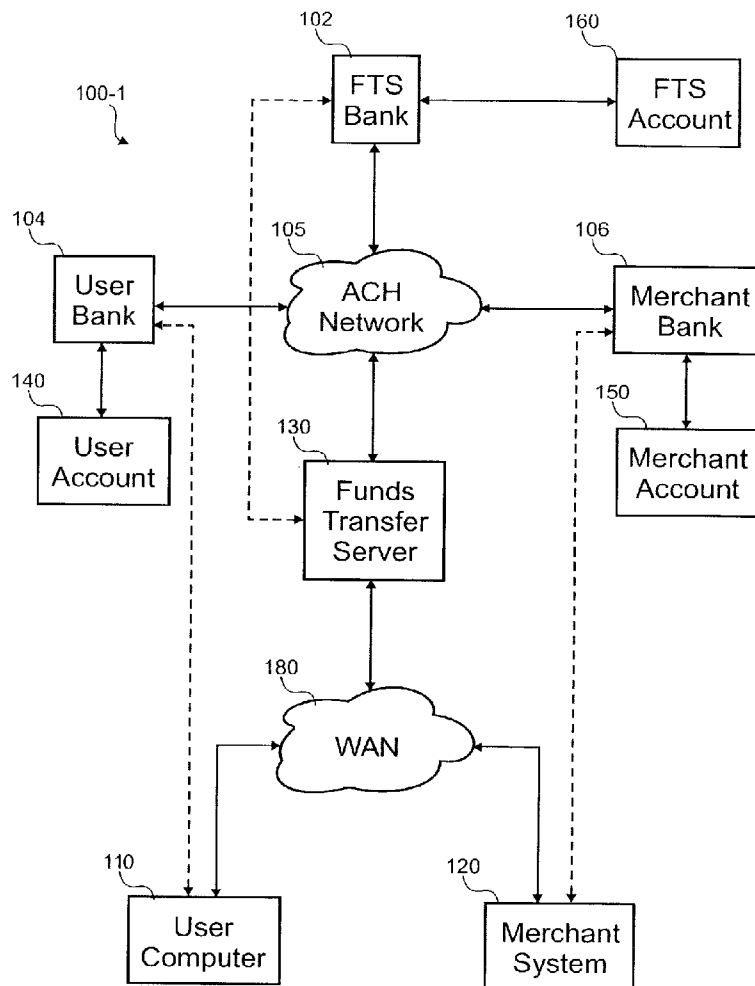 102
FTS
Bank
160
FTS
Account
100-1
104
User
Bank
105
ACH
Network
106
Merchant
Bank
140
User
Account
130
Funds
Transfer
Server
150
Merchant
Account
180
WAN
110
User
Computer
120
Merchant
System